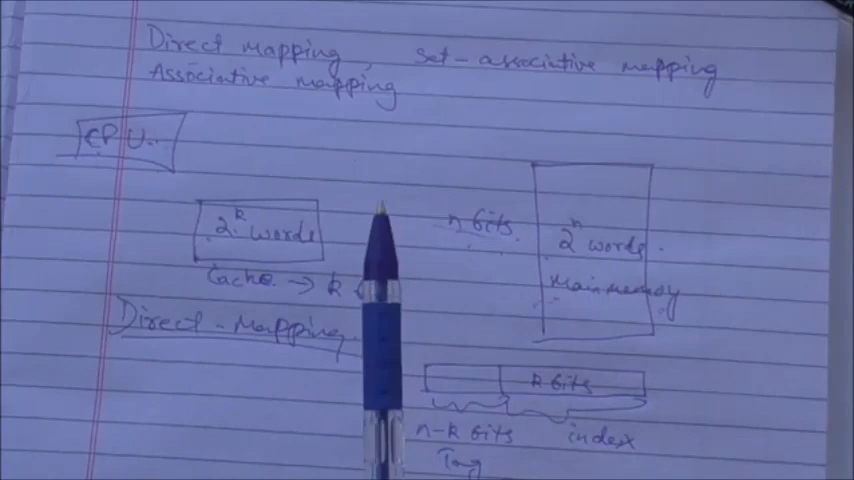 Direct mapping, set-associative mapping
Associative mapping
CPU
2^k words
n bits
2^n words
main memory
Cache → k
Direct-Mapping
k bits
n-k bits index
Tag